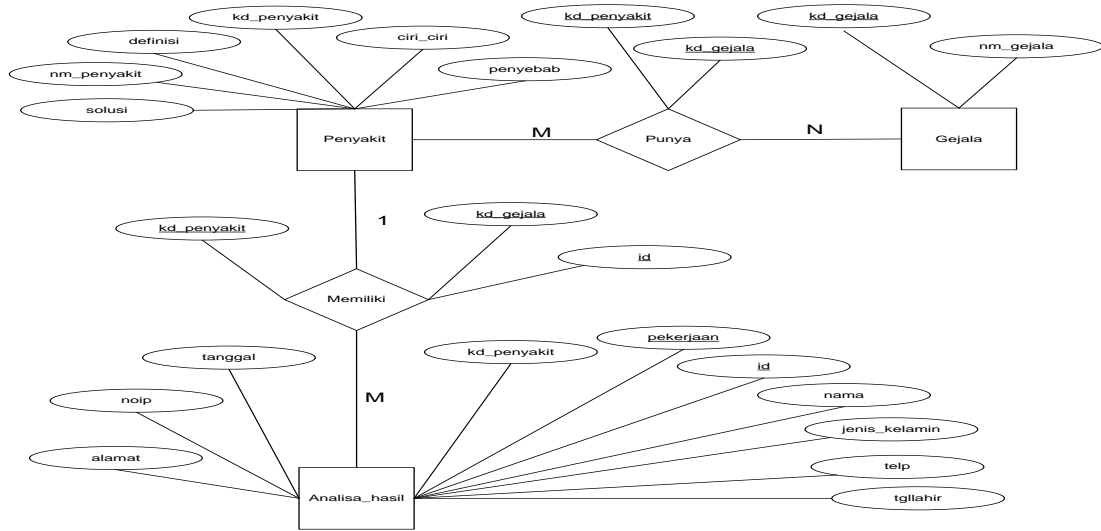 kd_penyakit
definisi
ciri_ciri
nm_penyakit
penyebab
solusi
Penyakit
M
kd_penyakit
kd_gejala
Punya
N
kd_gejala
nm_gejala
Gejala
1
kd_penyakit
kd_gejala
id
Memiliki
M
tanggal
noip
alamat
kd_penyakit
pekerjaan
id
nama
jenis_kelamin
telp
tgllahir
Analisa_hasil